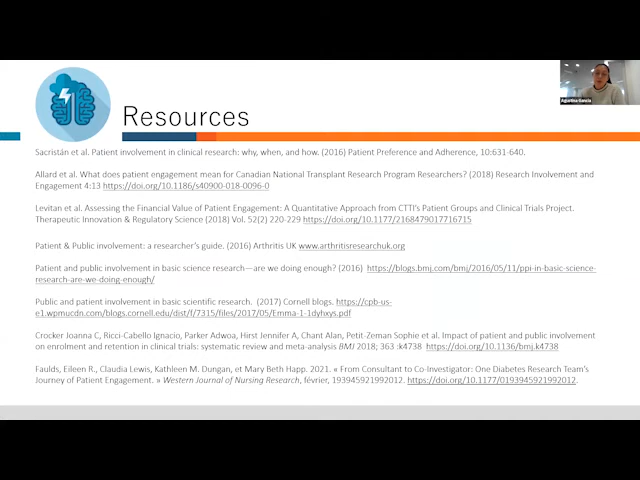 Agustina Garcia
Resources
Sacristán et al. Patient involvement in clinical research: why, when, and how. (2016) Patient Preference and Adherence, 10:631-640.
Allard et al. What does patient engagement mean for Canadian National Transplant Research Program Researchers? (2018) Research Involvement and
Engagement 4:13 https://doi.org/10.1186/s40900-018-0096-0
Levitan et al. Assessing the Financial Value of Patient Engagement: A Quantitative Approach from CTTI's Patient Groups and Clinical Trials Project.
Therapeutic Innovation & Regulatory Science (2018) Vol. 52(2) 220-229 https://doi.org/10.1177/2168479017716715
Patient & Public involvement: a researcher's guide. (2016) Arthritis UK www.arthritisresearchuk.org
Patient and public involvement in basic science research—are we doing enough? (2016) https://blogs.bmj.com/bmj/2016/05/11/ppi-in-basic-science-
research-are-we-doing-enough/
Public and patient involvement in basic scientific research. (2017) Cornell blogs. https://cpb-us-
e1.wpmucdn.com/blogs.cornell.edu/dist/f/7315/files/2017/05/Emma-1-1dyhxys.pdf
Crocker Joanna C, Ricci-Cabello Ignacio, Parker Adwoa, Hirst Jennifer A, Chant Alan, Petit-Zeman Sophie et al. Impact of patient and public involvement
on enrolment and retention in clinical trials: systematic review and meta-analysis BMJ 2018; 363 :k4738 https://doi.org/10.1136/bmj.k4738
Faulds, Eileen R., Claudia Lewis, Kathleen M. Dungan, et Mary Beth Happ. 2021. « From Consultant to Co-Investigator: One Diabetes Research Team's
Journey of Patient Engagement. » Western Journal of Nursing Research, février, 193945921992012. https://doi.org/10.1177/0193945921992012.